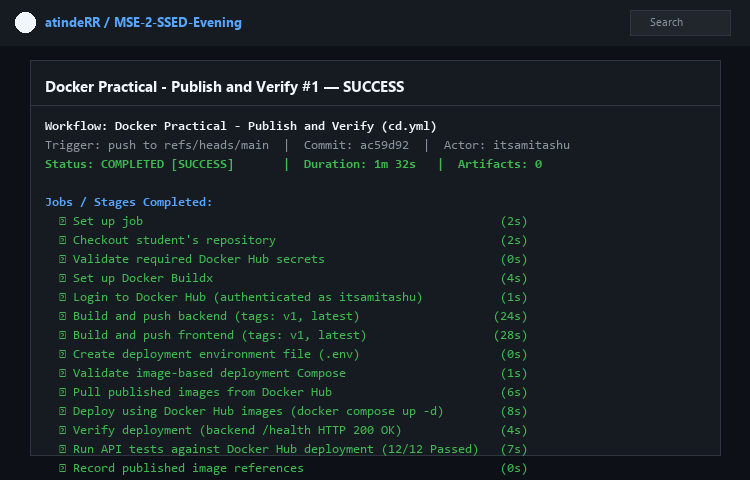 atindeRR / MSE-2-SSED-Evening
Search
Docker Practical - Publish and Verify #1 — SUCCESS
Workflow: Docker Practical - Publish and Verify (cd.yml)
Trigger: push to refs/heads/main | Commit: ac59d92 | Actor: itsamitashu
Status: COMPLETED [SUCCESS] | Duration: 1m 32s | Artifacts: 0
Jobs / Stages Completed:
Set up job (2s)
Checkout student's repository (2s)
Validate required Docker Hub secrets (0s)
Set up Docker Buildx (4s)
Login to Docker Hub (authenticated as itsamitashu) (1s)
Build and push backend (tags: v1, latest) (24s)
Build and push frontend (tags: v1, latest) (28s)
Create deployment environment file (.env) (0s)
Validate image-based deployment Compose (1s)
Pull published images from Docker Hub (6s)
Deploy using Docker Hub images (docker compose up -d) (8s)
Verify deployment (backend /health HTTP 200 OK) (4s)
Run API tests against Docker Hub deployment (12/12 Passed) (7s)
Record published image references (0s)